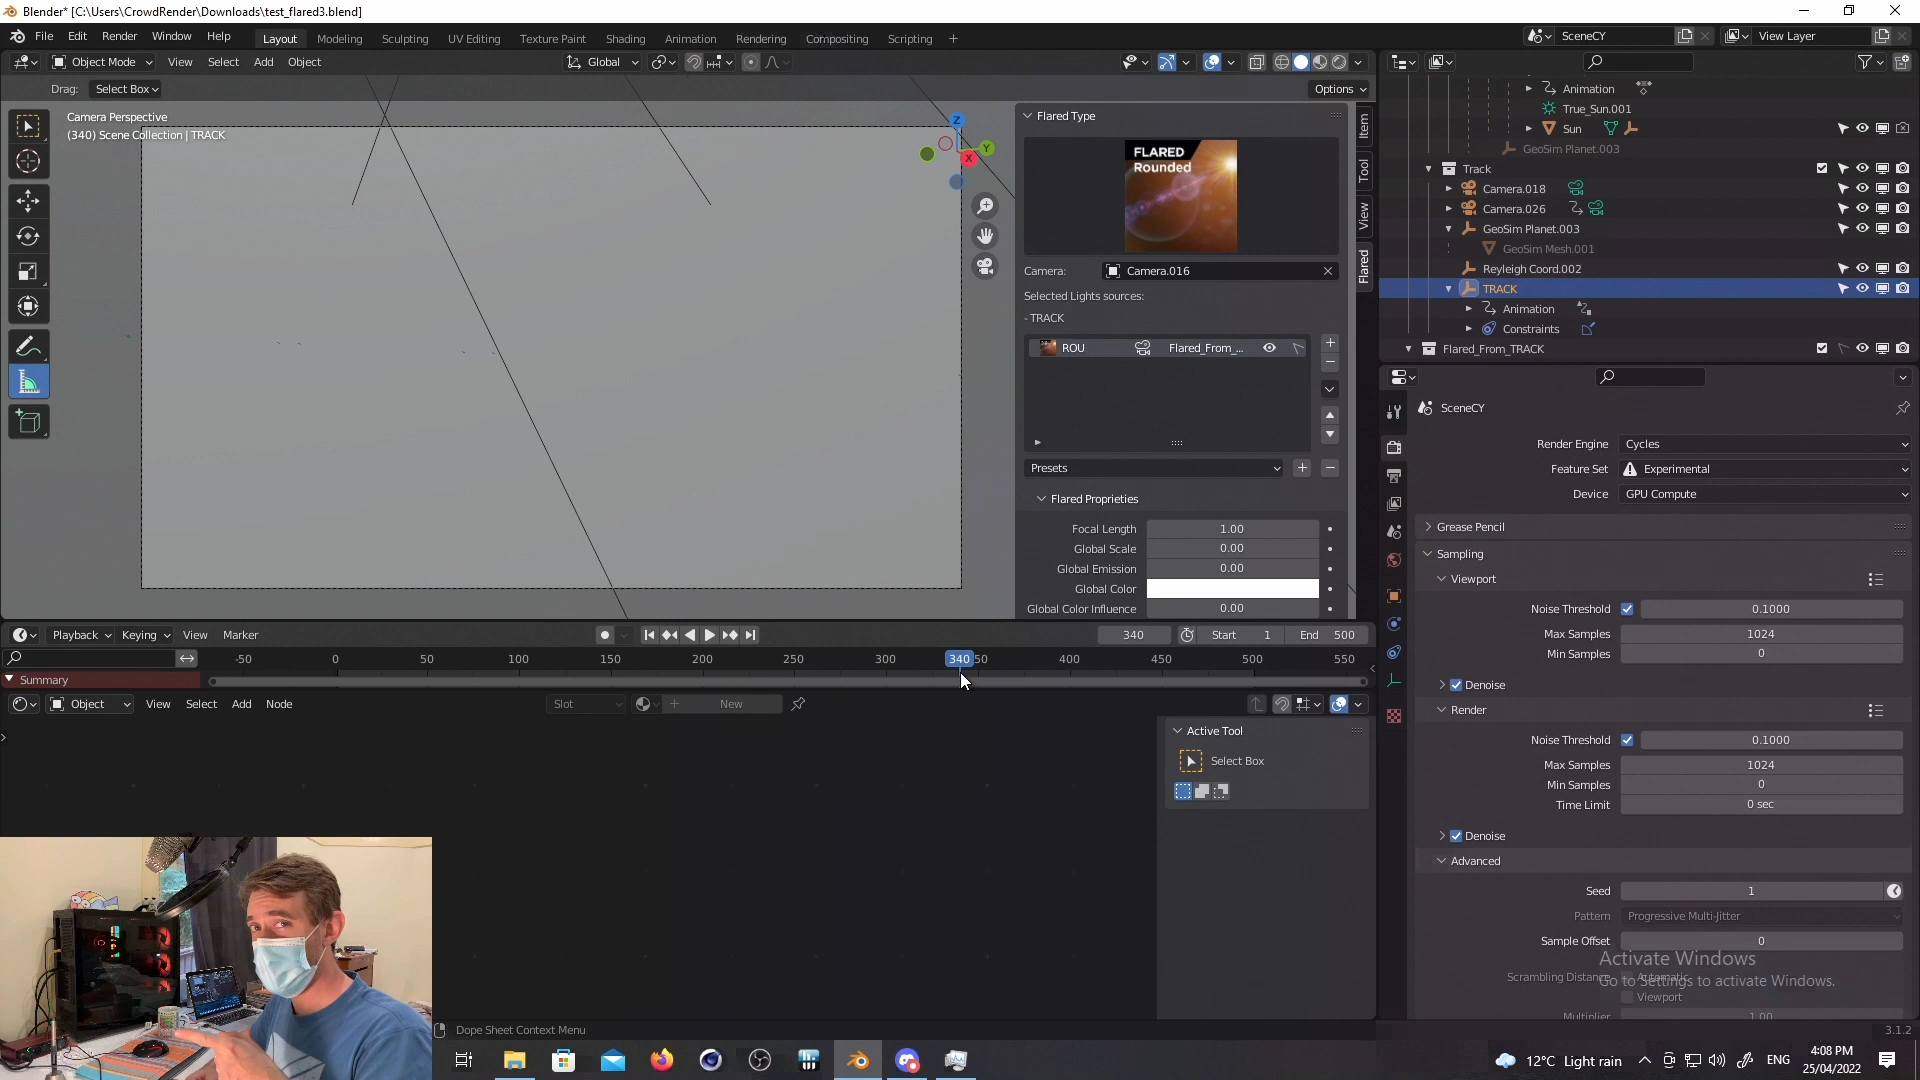 Blender* [C:\Users\CrowdRender\Downloads\test_flared3.blend]
File Edit Render Window Help
Layout Modeling Sculpting UV Editing Texture Paint Shading Animation Rendering Compositing Scripting +
SceneCY
View Layer
Object Mode View Select Add Object
Global
Drag: Select Box
Options
Camera Perspective
(340) Scene Collection | TRACK
Z
Y
X
Item
Tool
View
Flared
Flared Type
FLARED
Rounded
Camera: Camera.016
Selected Lights sources:
- TRACK
ROU Flared_From_...
Presets
Flared Proprieties
Focal Length 1.00
Global Scale 0.00
Global Emission 0.00
Global Color
Global Color Influence 0.00
Animation
True_Sun.001
Sun
GeoSim Planet.003
Track
Camera.018
Camera.026
GeoSim Planet.003
GeoSim Mesh.001
Reyleigh Coord.002
TRACK
Animation
Constraints
Flared_From_TRACK
SceneCY
Render Engine Cycles
Feature Set Experimental
Device GPU Compute
Grease Pencil
Sampling
Viewport
Noise Threshold 0.1000
Max Samples 1024
Min Samples 0
Denoise
Render
Noise Threshold 0.1000
Max Samples 1024
Min Samples 0
Time Limit 0 sec
Denoise
Advanced
Seed 1
Pattern Progressive Multi-Jitter
Sample Offset 0
Scrambling Distance Automatic
Viewport
Multiplier 1.00
Activate Windows
Go to Settings to activate Windows.
Playback Keying View Marker
340 Start 1 End 500
-50 0 50 100 150 200 250 300 340 50 400 450 500 550
Summary
Object View Select Add Node
Slot New
Active Tool
Select Box
Dope Sheet Context Menu
3.1.2
12°C Light rain
ENG
4:08 PM
25/04/2022